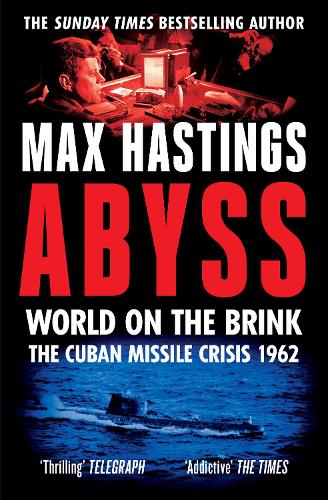 THE SUNDAY TIMES BESTSELLING AUTHOR
MAX HASTINGS
ABYSS
WORLD ON THE BRINK
THE CUBAN MISSILE CRISIS 1962
‘Thrilling’ TELEGRAPH ‘Addictive’ THE TIMES